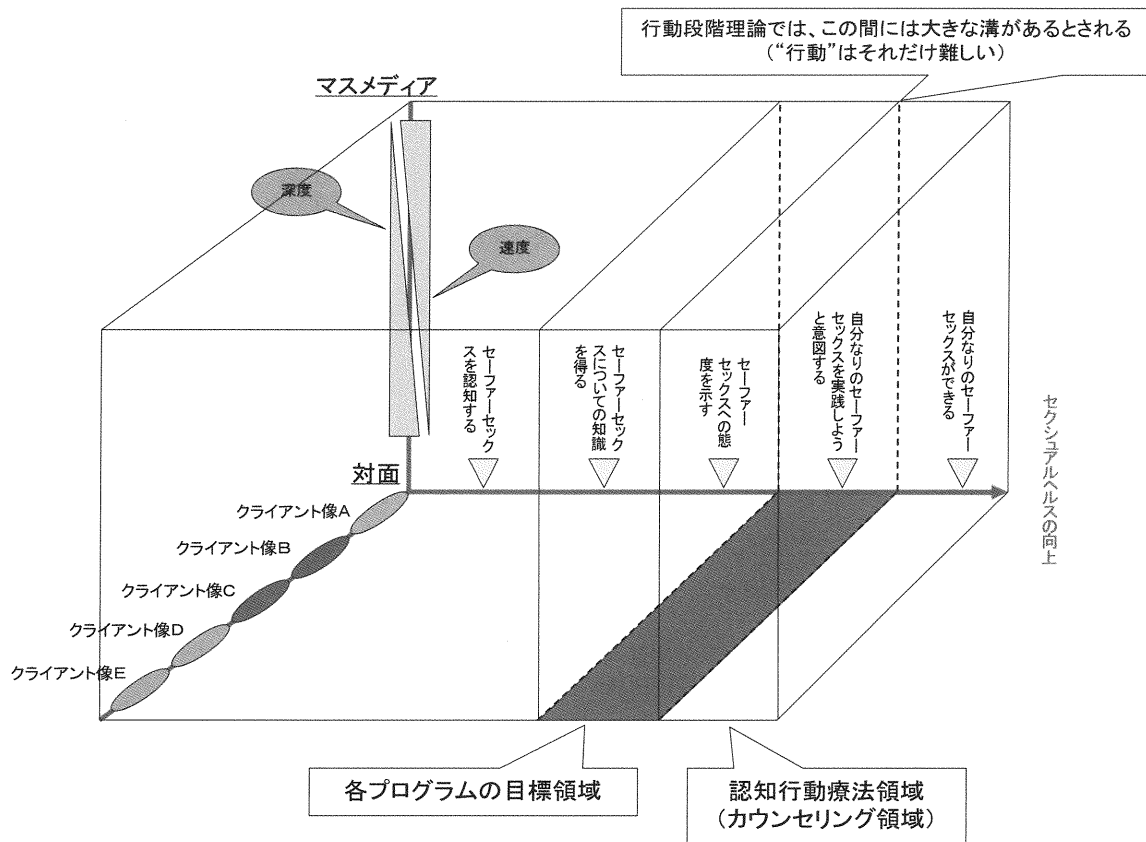 行動段階理論では、この間には大きな溝があるとされる
（“行動”はそれだけ難しい）
マスメディア
深度
速度
セーファーセック
スを認知する
セーファーセック
スについての知識
を得る
セーファー
セックスへの態
度を示す
自分なりのセーファー
セックスを実践しよう
と意図する
自分なりのセーファー
セックスができる
セクシュアルヘルスの向上
対面
クライアント像A
クライアント像B
クライアント像C
クライアント像D
クライアント像E
各プログラムの目標領域
認知行動療法領域
（カウンセリング領域）